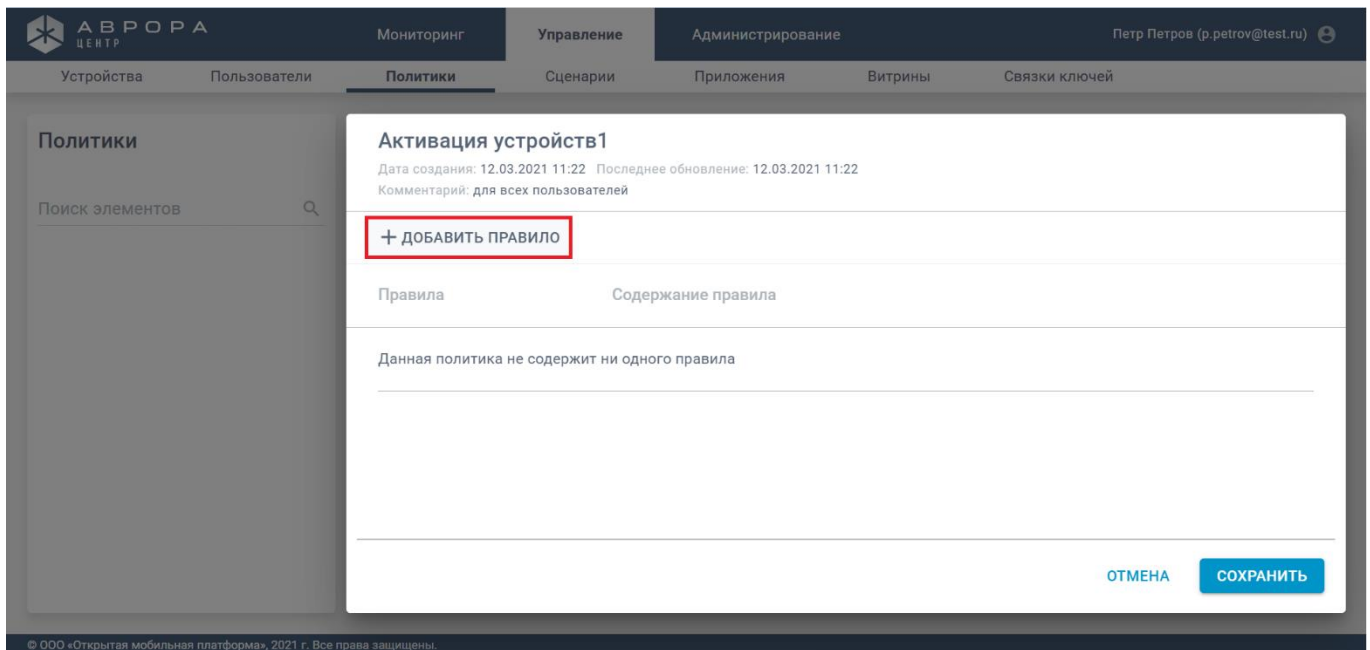 АВРОРА
ЦЕНТР
Мониторинг Управление Администрирование Петр Петров (p.petrov@test.ru)
Устройства Пользователи Политики Сценарии Приложения Витрины Связки ключей
Политики
Поиск элементов
Активация устройств1
Дата создания: 12.03.2021 11:22 Последнее обновление: 12.03.2021 11:22
Комментарий: для всех пользователей
+ ДОБАВИТЬ ПРАВИЛО
Правила Содержание правила
Данная политика не содержит ни одного правила
ОТМЕНА СОХРАНИТЬ
© ООО «Открытая мобильная платформа», 2021 г. Все права защищены.